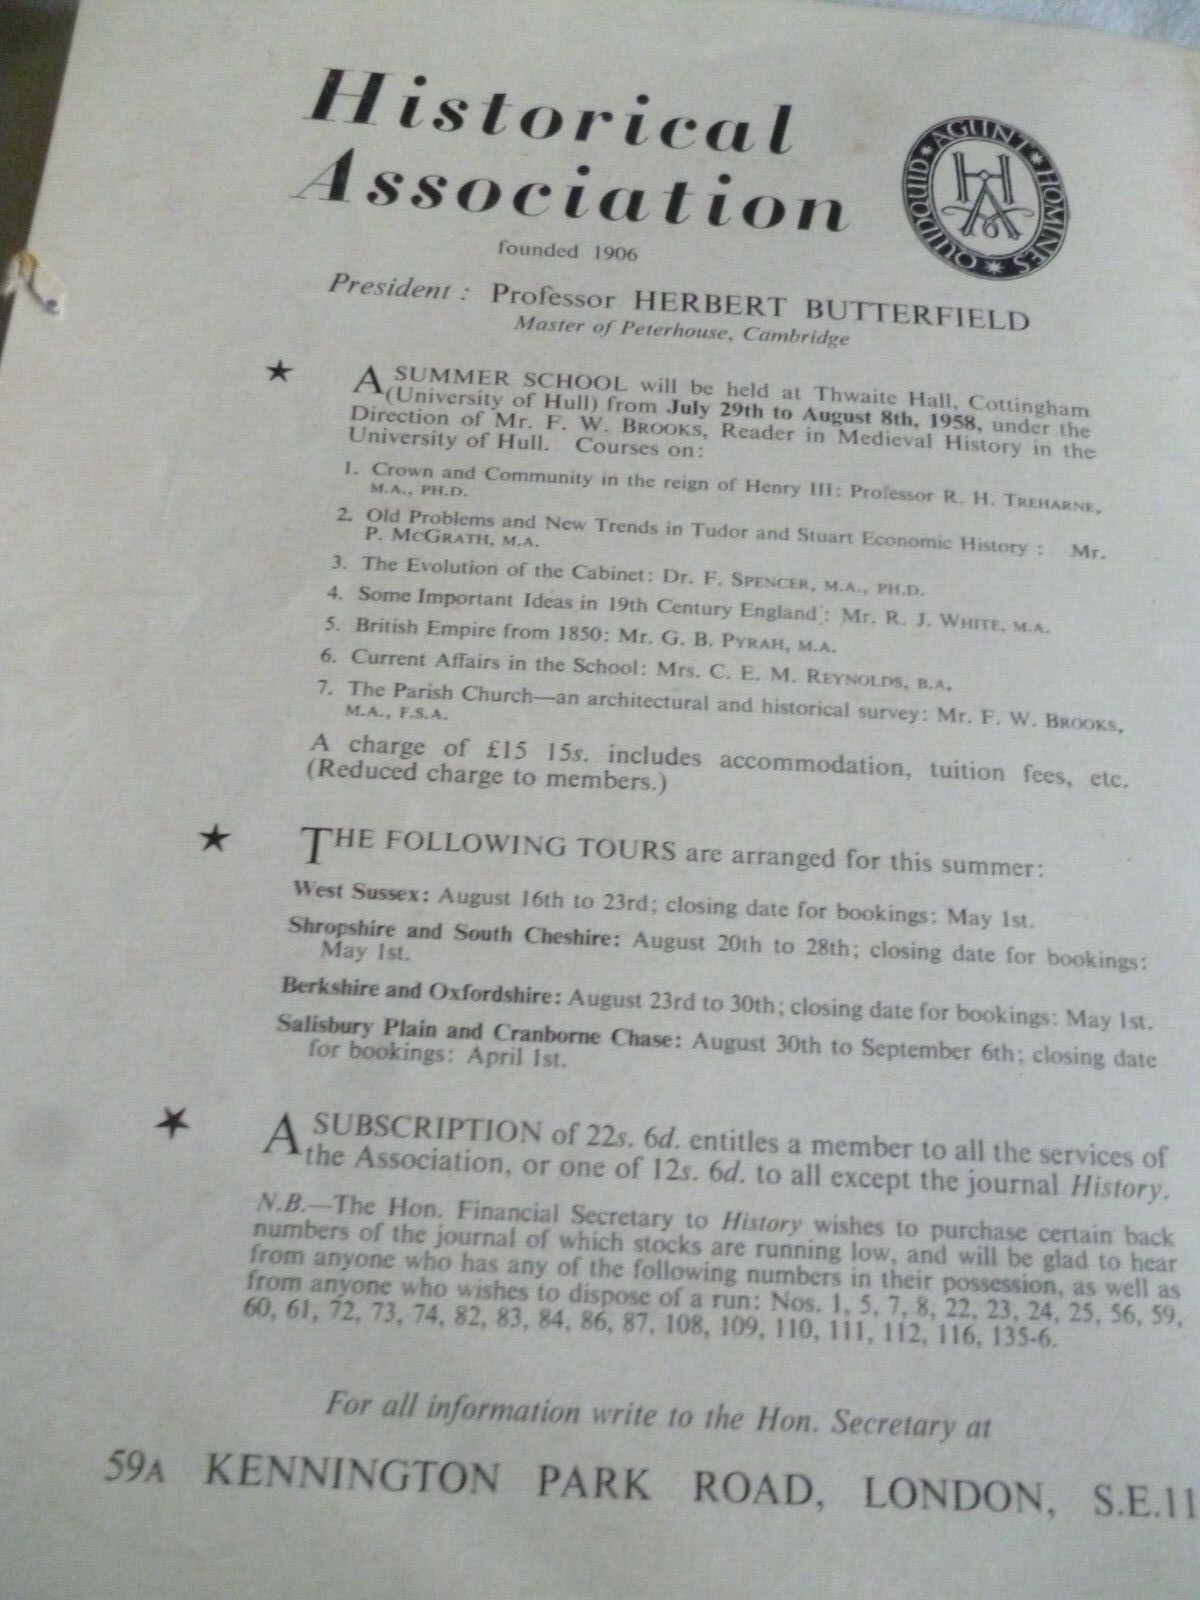 Historical
Association
founded 1906
President : Professor HERBERT BUTTERFIELD
Master of Peterhouse, Cambridge
QUIDQUID ★ AGUNT ★ HOMINES ★
HA
★ A SUMMER SCHOOL will be held at Thwaite Hall, Cottingham
(University of Hull) from July 29th to August 8th, 1958, under the
Direction of Mr. F. W. BROOKS, Reader in Medieval History in the
University of Hull. Courses on:
1. Crown and Community in the reign of Henry III: Professor R. H. TREHARNE,
M.A., PH.D.
2. Old Problems and New Trends in Tudor and Stuart Economic History : Mr.
P. MCGRATH, M.A.
3. The Evolution of the Cabinet: Dr. F. SPENCER, M.A., PH.D.
4. Some Important Ideas in 19th Century England : Mr. R. J. WHITE, M.A.
5. British Empire from 1850: Mr. G. B. PYRAH, M.A.
6. Current Affairs in the School: Mrs. C. E. M. REYNOLDS, B.A.
7. The Parish Church—an architectural and historical survey: Mr. F. W. BROOKS,
M.A., F.S.A.
A charge of £15 15s. includes accommodation, tuition fees, etc.
(Reduced charge to members.)
★ THE FOLLOWING TOURS are arranged for this summer:
West Sussex: August 16th to 23rd; closing date for bookings: May 1st.
Shropshire and South Cheshire: August 20th to 28th; closing date for bookings:
May 1st.
Berkshire and Oxfordshire: August 23rd to 30th; closing date for bookings: May 1st.
Salisbury Plain and Cranborne Chase: August 30th to September 6th; closing date
for bookings: April 1st.
★ A SUBSCRIPTION of 22s. 6d. entitles a member to all the services of
the Association, or one of 12s. 6d. to all except the journal History.
N.B.—The Hon. Financial Secretary to History wishes to purchase certain back
numbers of the journal of which stocks are running low, and will be glad to hear
from anyone who has any of the following numbers in their possession, as well as
from anyone who wishes to dispose of a run: Nos. 1, 5, 7, 8, 22, 23, 24, 25, 56, 59,
60, 61, 72, 73, 74, 82, 83, 84, 86, 87, 108, 109, 110, 111, 112, 116, 135-6.
For all information write to the Hon. Secretary at
59A KENNINGTON PARK ROAD, LONDON, S.E.11